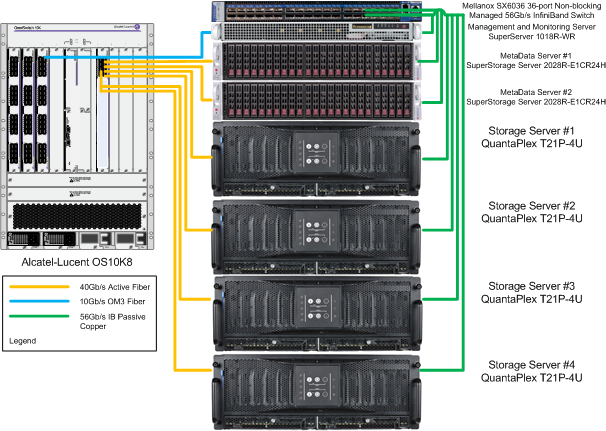 OmniSwitch 10K
Alcatel-Lucent
Mellanox SX6036 36-port Non-blocking
Managed 56Gb/s InfiniBand Switch
Management and Monitoring Server
SuperServer 1018R-WR
MetaData Server #1
SuperStorage Server 2028R-E1CR24H
MetaData Server #2
SuperStorage Server 2028R-E1CR24H
Storage Server #1
QuantaPlex T21P-4U
Storage Server #2
QuantaPlex T21P-4U
Alcatel-Lucent OS10K8
40Gb/s Active Fiber
10Gb/s OM3 Fiber
56Gb/s IB Passive
Copper
Legend
Storage Server #3
QuantaPlex T21P-4U
Storage Server #4
QuantaPlex T21P-4U